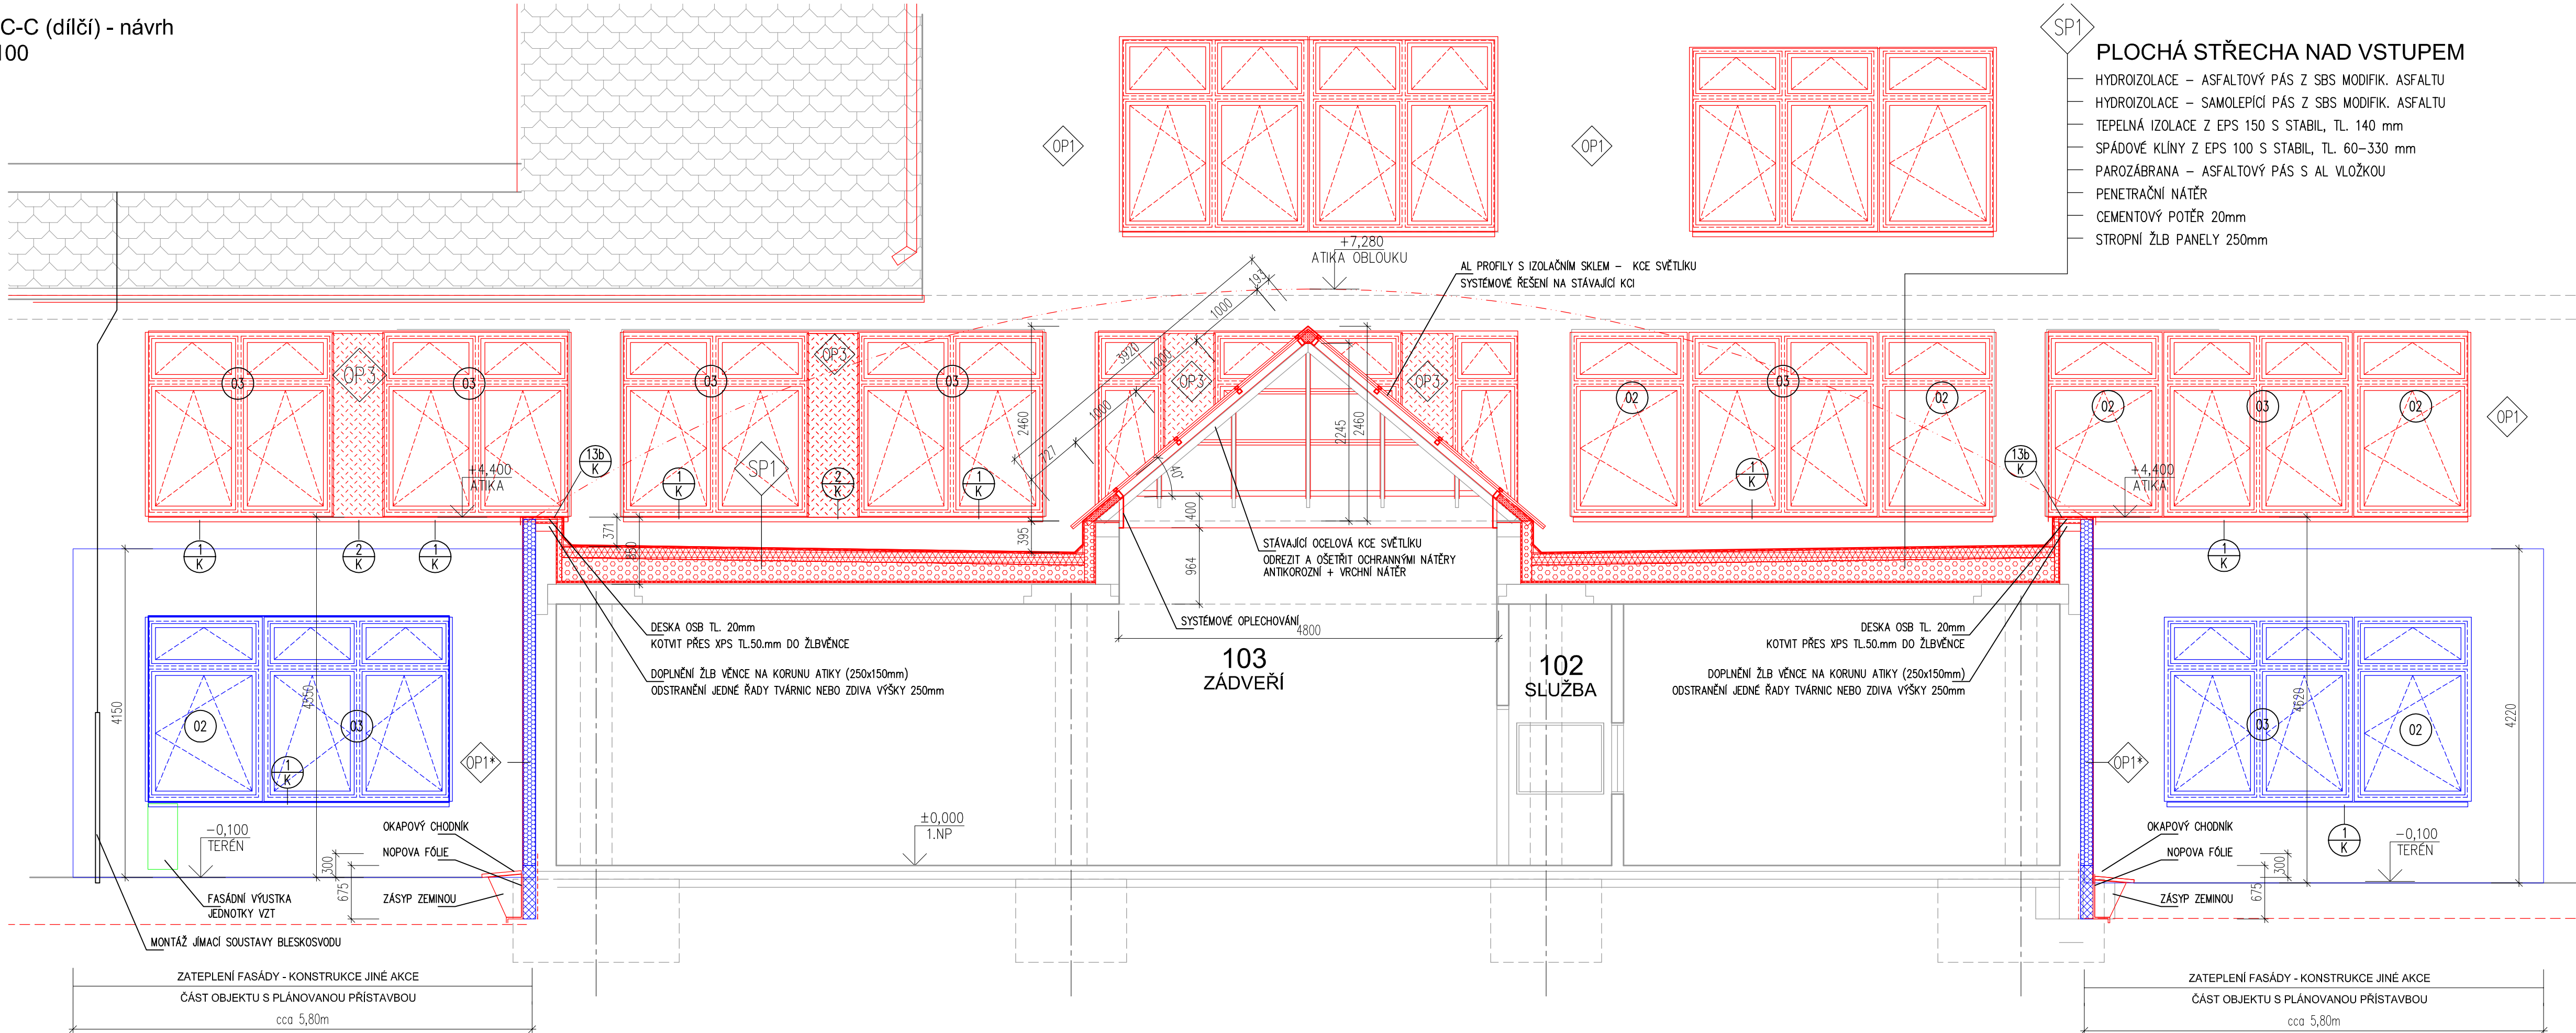 C-C (dílčí) - návrh
100
SP1
PLOCHÁ STŘECHA NAD VSTUPEM
HYDROIZOLACE – ASFALTOVÝ PÁS Z SBS MODIFIK. ASFALTU
HYDROIZOLACE – SAMOLEPÍCÍ PÁS Z SBS MODIFIK. ASFALTU
TEPELNÁ IZOLACE Z EPS 150 S STABIL, TL. 140 mm
SPÁDOVÉ KLÍNY Z EPS 100 S STABIL, TL. 60–330 mm
PAROZÁBRANA – ASFALTOVÝ PÁS S AL VLOŽKOU
PENETRAČNÍ NÁTĚR
CEMENTOVÝ POTĚR 20mm
STROPNÍ ŽLB PANELY 250mm
OP1
OP1
+7,280
ATIKA OBLOUKU
AL PROFILY S IZOLAČNÍM SKLEM – KCE SVĚTLÍKU
SYSTÉMOVÉ ŘEŠENÍ NA STÁVAJÍCÍ KCI
193
1000
3920
1000
1000
727
03
OP3
03
03
OP3
03
OP3
OP3
02
03
02
02
03
02
OP1
2460
2245
2460
40°
13b
K
13b
K
+4,400
ATIKA
+4,400
ATIKA
1
K
SP1
2
K
1
K
1
K
371
850
395
400
964
1
K
2
K
1
K
1
K
STÁVAJÍCÍ OCELOVÁ KCE SVĚTLÍKU
ODREZIT A OŠETŘIT OCHRANNÝMI NÁTĚRY
ANTIKOROZNÍ + VRCHNÍ NÁTĚR
SYSTÉMOVÉ OPLECHOVÁNÍ
4800
DESKA OSB TL. 20mm
KOTVIT PŘES XPS TL.50.mm DO ŽLBVĚNCE
DOPLNĚNÍ ŽLB VĚNCE NA KORUNU ATIKY (250x150mm)
ODSTRANĚNÍ JEDNÉ ŘADY TVÁRNIC NEBO ZDIVA VÝŠKY 250mm
DESKA OSB TL. 20mm
KOTVIT PŘES XPS TL.50.mm DO ŽLBVĚNCE
DOPLNĚNÍ ŽLB VĚNCE NA KORUNU ATIKY (250x150mm)
ODSTRANĚNÍ JEDNÉ ŘADY TVÁRNIC NEBO ZDIVA VÝŠKY 250mm
103
ZÁDVEŘÍ
102
SLUŽBA
4150
4550
02
03
1
K
OP1*
OP1*
4620
03
02
4220
1
K
±0,000
1.NP
-0,100
TERÉN
-0,100
TERÉN
OKAPOVÝ CHODNÍK
NOPOVA FÓLIE
ZÁSYP ZEMINOU
300
675
FASÁDNÍ VÝUSTKA
JEDNOTKY VZT
MONTÁŽ JÍMACÍ SOUSTAVY BLESKOSVODU
OKAPOVÝ CHODNÍK
NOPOVA FÓLIE
ZÁSYP ZEMINOU
300
675
ZATEPLENÍ FASÁDY - KONSTRUKCE JINÉ AKCE
ČÁST OBJEKTU S PLÁNOVANOU PŘÍSTAVBOU
cca 5,80m
ZATEPLENÍ FASÁDY - KONSTRUKCE JINÉ AKCE
ČÁST OBJEKTU S PLÁNOVANOU PŘÍSTAVBOU
cca 5,80m